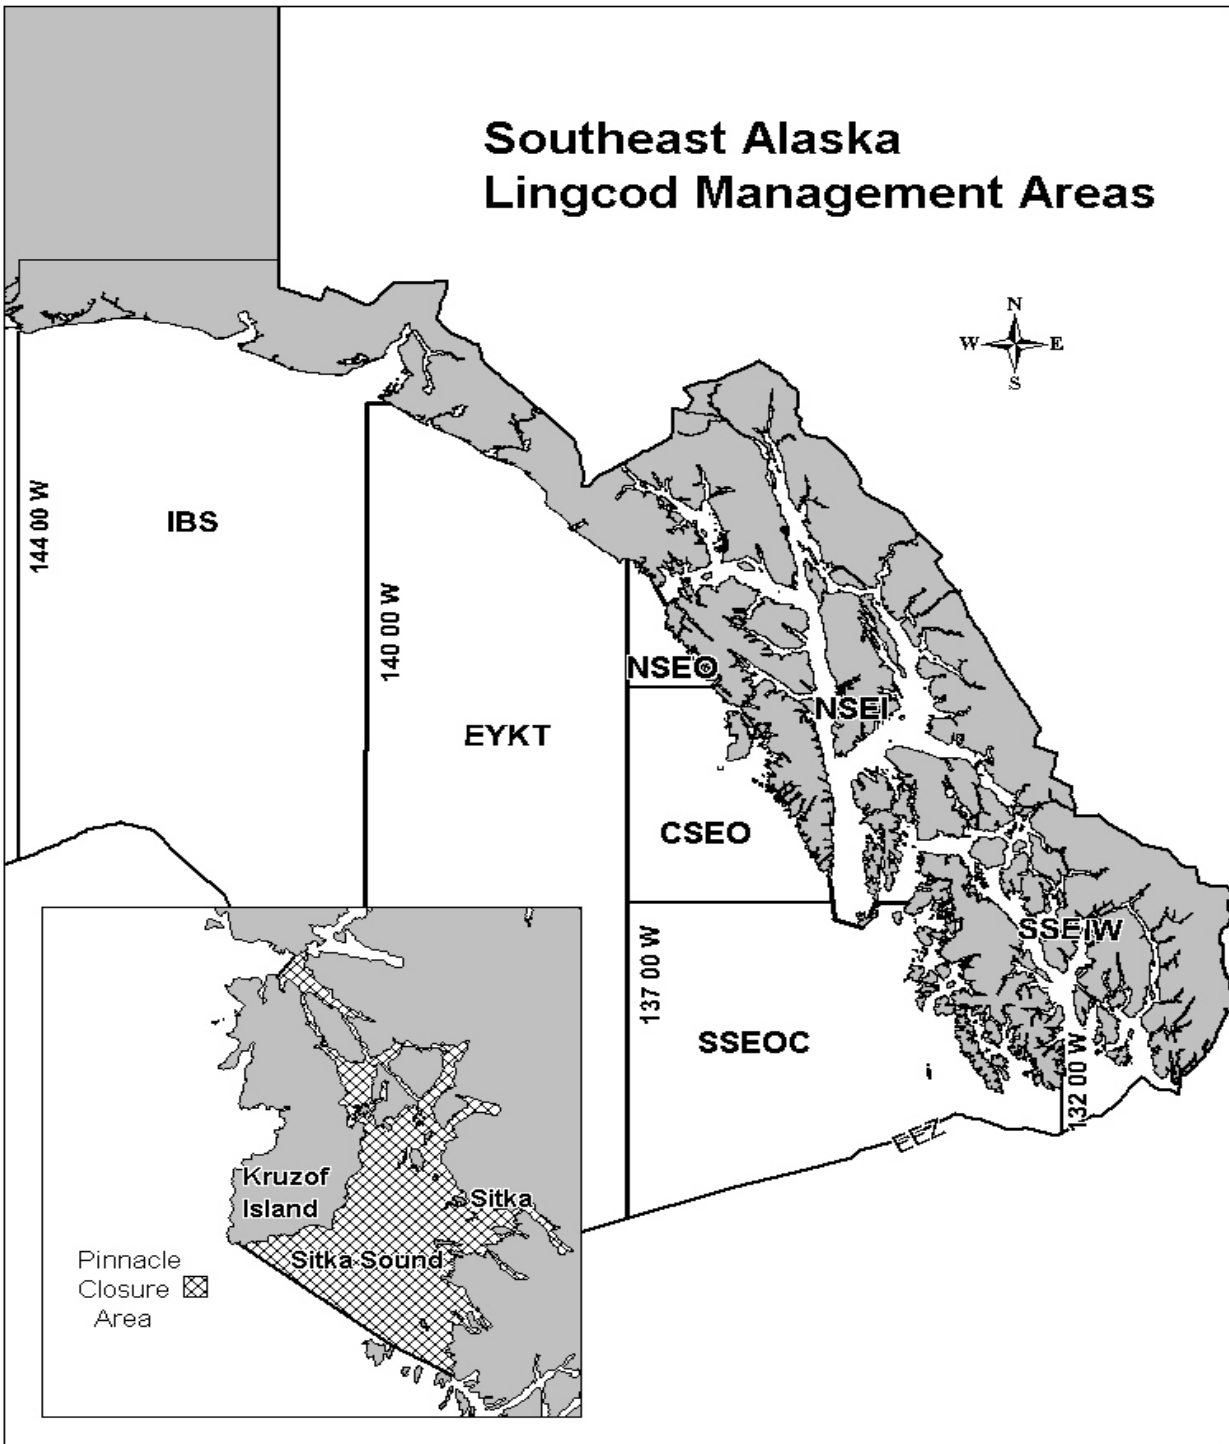 Southeast Alaska
Lingcod Management Areas
N
W E
S
144 00 W
IBS
140 00 W
EYKT
NSEO
NSEI
CSEO
SSEIW
137 00 W
SSEOC
132 00 W
EEZ
Kruzof
Island
Sitka
Sitka Sound
Pinnacle
Closure
Area